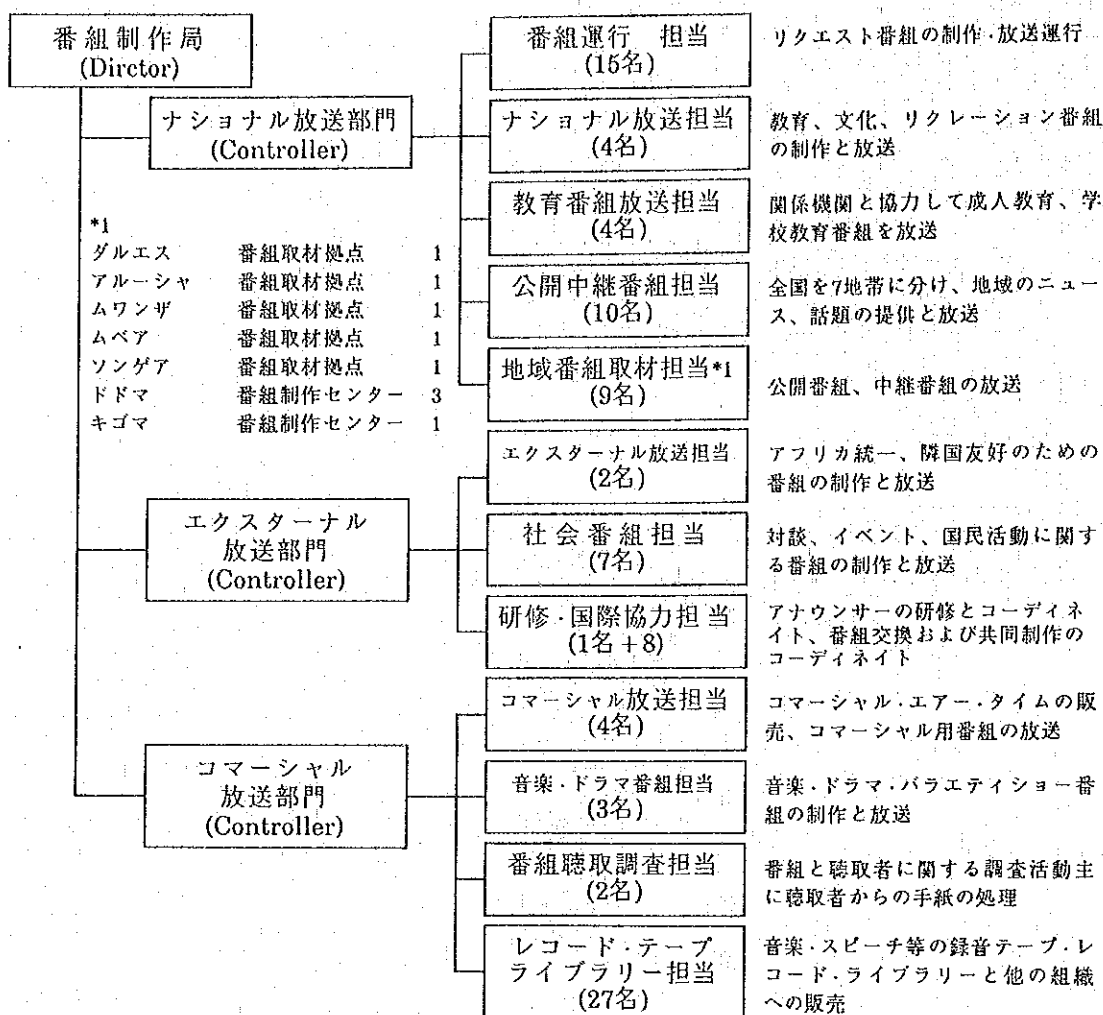 番組制作局
(Dirctor)
ナショナル放送部門
(Controller)
番組運行　担当
(15名)
リクエスト番組の制作・放送運行
ナショナル放送担当
(4名)
教育、文化、リクレーション番組
の制作と放送
教育番組放送担当
(4名)
関係機関と協力して成人教育、学
校教育番組を放送
公開中継番組担当
(10名)
全国を7地帯に分け、地域のニュー
ス、話題の提供と放送
地域番組取材担当*1
(9名)
公開番組、中継番組の放送
*1
ダルエス　番組取材拠点　1
アルーシャ　番組取材拠点　1
ムワンザ　番組取材拠点　1
ムベア　番組取材拠点　1
ソンゲア　番組取材拠点　1
ドドマ　番組制作センター　3
キゴマ　番組制作センター　1
エクスターナル
放送部門
(Controller)
エクスターナル放送担当
(2名)
アフリカ統一、隣国友好のための
番組の制作と放送
社会番組担当
(7名)
対談、イベント、国民活動に関す
る番組の制作と放送
研修・国際協力担当
(1名+8)
アナウンサーの研修とコーディネ
イト、番組交換および共同制作の
コーディネイト
コマーシャル
放送部門
(Controller)
コマーシャル放送担当
(4名)
コマーシャル・エアー・タイムの販
売、コマーシャル用番組の放送
音楽・ドラマ番組担当
(3名)
音楽・ドラマ・バラエティショー番
組の制作と放送
番組聴取調査担当
(2名)
番組と聴取者に関する調査活動主
に聴取者からの手紙の処理
レコード・テープ
ライブラリー担当
(27名)
音楽・スピーチ等の録音テープ・レ
コード・ライブラリーと他の組織
への販売